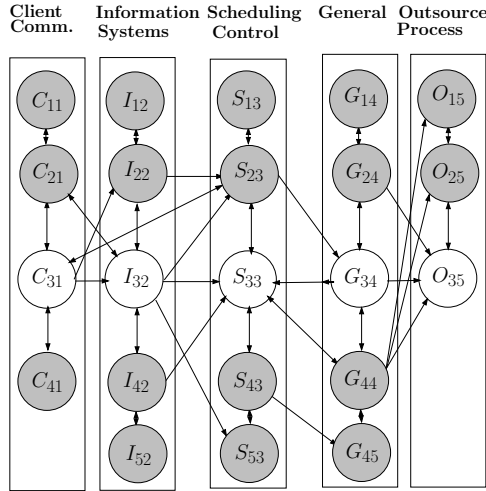 Client Information Scheduling General Outsource
Comm. Systems Control Process
C11 I12 S13 G14 O15
C21 I22 S23 G24 O25
C31 I32 S33 G34 O35
C41 I42 S43 G44
I52 S53 G45